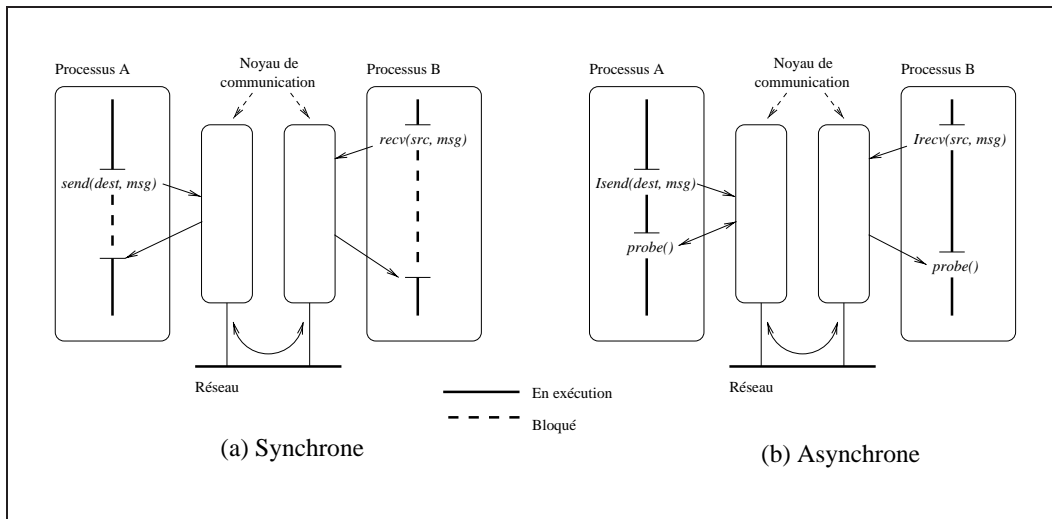 Processus A
Noyau de
communication
Processus B
recv(src, msg)
send(dest, msg)
Réseau
(a) Synchrone
En exécution
Bloqué
Processus A
Noyau de
communication
Processus B
Irecv(src, msg)
Isend(dest, msg)
probe()
probe()
Réseau
(b) Asynchrone